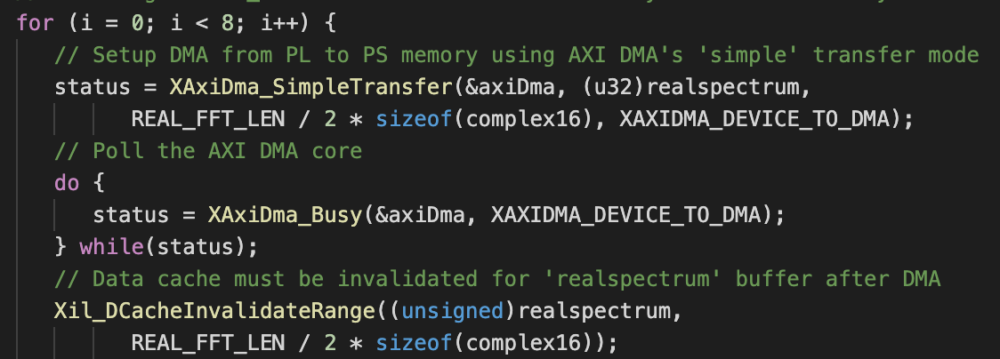 for (i = 0; i < 8; i++) {
// Setup DMA from PL to PS memory using AXI DMA's 'simple' transfer mode
status = XAxiDma_SimpleTransfer(&axiDma, (u32)realspectrum,
REAL_FFT_LEN / 2 * sizeof(complex16), XAXIDMA_DEVICE_TO_DMA);
// Poll the AXI DMA core
do {
status = XAxiDma_Busy(&axiDma, XAXIDMA_DEVICE_TO_DMA);
} while(status);
// Data cache must be invalidated for 'realspectrum' buffer after DMA
Xil_DCacheInvalidateRange((unsigned)realspectrum,
REAL_FFT_LEN / 2 * sizeof(complex16));